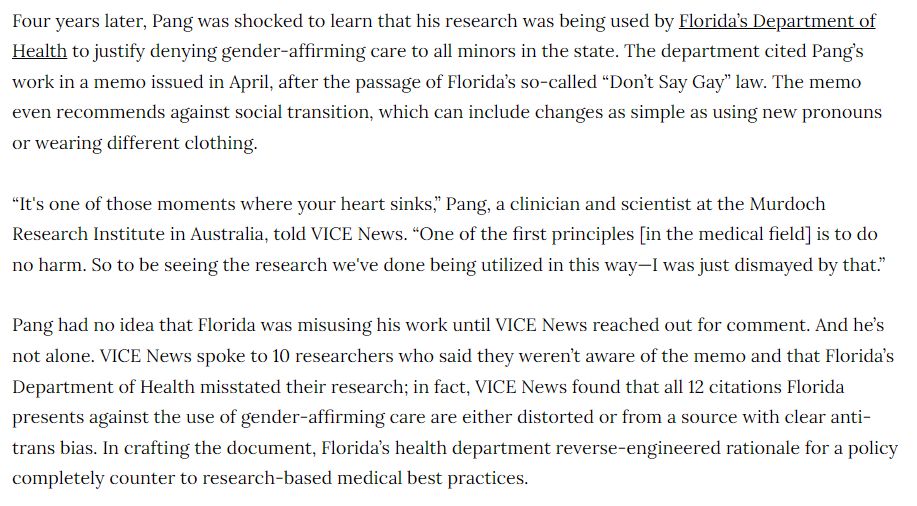 Four years later, Pang was shocked to learn that his research was being used by Florida’s Department of
Health to justify denying gender-affirming care to all minors in the state. The department cited Pang’s
work in a memo issued in April, after the passage of Florida’s so-called “Don’t Say Gay” law. The memo
even recommends against social transition, which can include changes as simple as using new pronouns
or wearing different clothing.
“It's one of those moments where your heart sinks,” Pang, a clinician and scientist at the Murdoch
Research Institute in Australia, told VICE News. “One of the first principles [in the medical field] is to do
no harm. So to be seeing the research we've done being utilized in this way—I was just dismayed by that.”
Pang had no idea that Florida was misusing his work until VICE News reached out for comment. And he’s
not alone. VICE News spoke to 10 researchers who said they weren’t aware of the memo and that Florida’s
Department of Health misstated their research; in fact, VICE News found that all 12 citations Florida
presents against the use of gender-affirming care are either distorted or from a source with clear anti-
trans bias. In crafting the document, Florida’s health department reverse-engineered rationale for a policy
completely counter to research-based medical best practices.